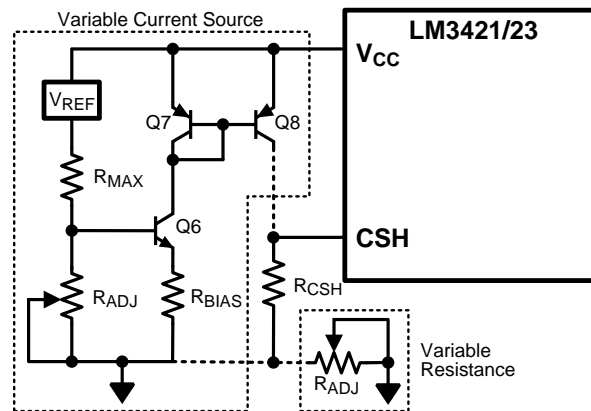 Variable Current Source
LM3421/23
VCC
VREF
Q7
Q8
RMAX
Q6
CSH
RADJ
RBIAS
RCSH
RADJ
Variable
Resistance